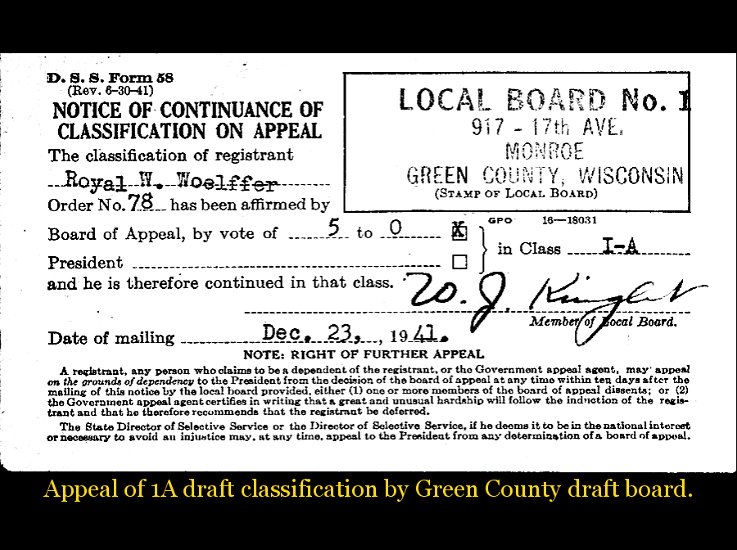 D. S. S. Form 58
(Rev. 6-30-41)
NOTICE OF CONTINUANCE OF
CLASSIFICATION ON APPEAL
The classification of registrant
Royal W. Woelffer
Order No. 78 has been affirmed by
LOCAL BOARD No. 1
917 - 17th AVE.
MONROE
GREEN COUNTY, WISCONSIN
(STAMP OF LOCAL BOARD)
GPO 16—18031
Board of Appeal, by vote of 5 to 0 X
President
in Class I-A
and he is therefore continued in that class.
W. J. Knight
Member of Local Board.
Date of mailing Dec. 23, , 1941.
NOTE: RIGHT OF FURTHER APPEAL
A registrant, any person who claims to be a dependent of the registrant, or the Government appeal agent, may appeal
on the grounds of dependency to the President from the decision of the board of appeal at any time within ten days after the
mailing of this notice by the local board provided, either (1) one or more members of the board of appeal dissents; or (2)
the Government appeal agent certifies in writing that a great and unusual hardship will follow the induction of the regis-
trant and that he therefore recommends that the registrant be deferred.
The State Director of Selective Service or the Director of Selective Service, if he deems it to be in the national interest
or necessary to avoid an injustice may, at any time, appeal to the President from any determination of a board of appeal.
Appeal of 1A draft classification by Green County draft board.